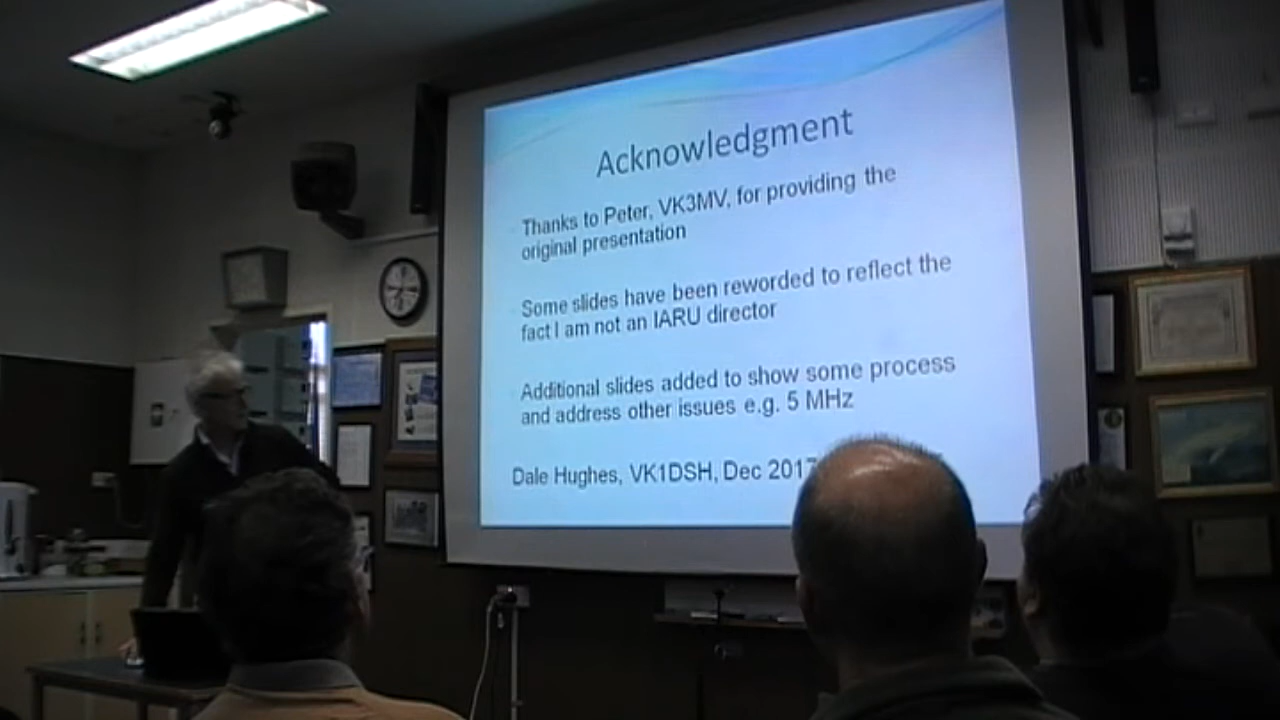 Acknowledgment
Thanks to Peter, VK3MV, for providing the
original presentation
Some slides have been reworded to reflect the
fact I am not an IARU director
Additional slides added to show some process
and address other issues e.g. 5 MHz
Dale Hughes, VK1DSH, Dec 2017